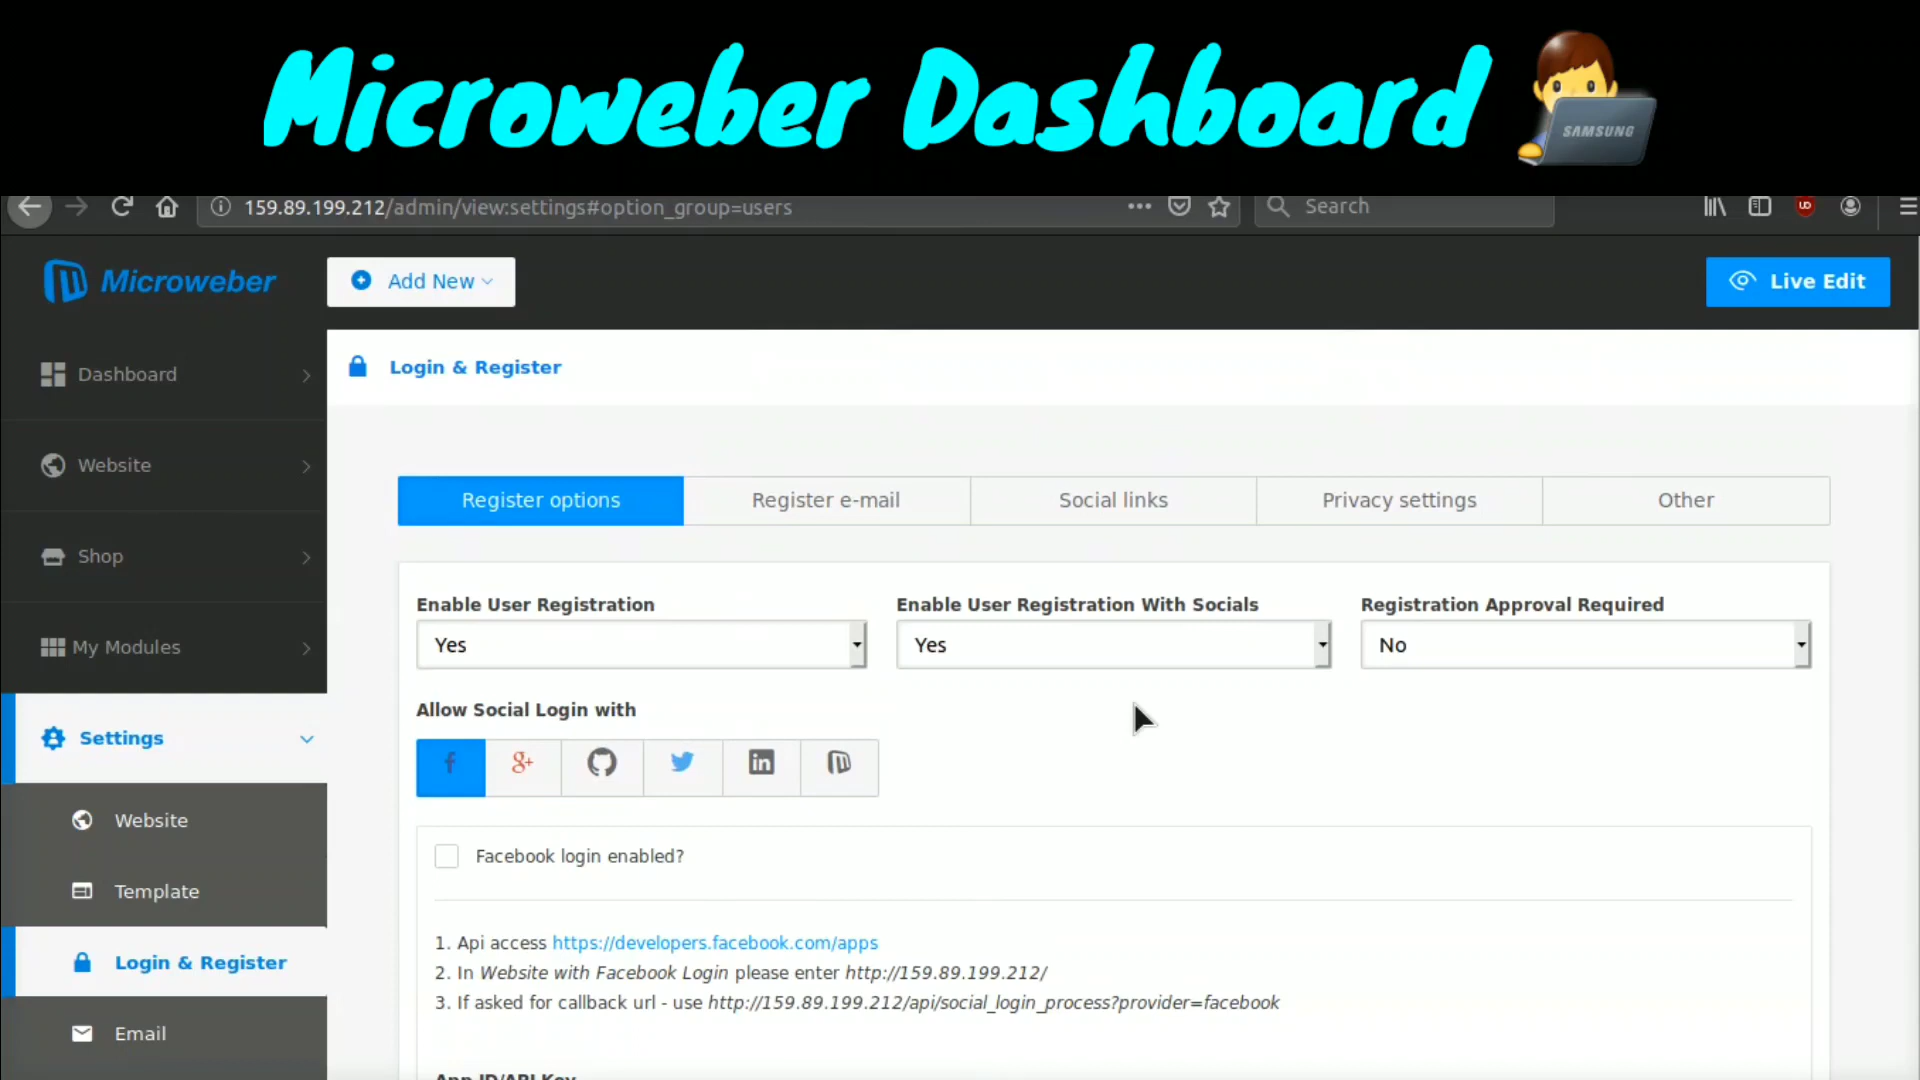 Microweber Dashboard
SAMSUNG
159.89.199.212/admin/view:settings#option_group=users
Search
Microweber
Add New
Live Edit
Dashboard
Website
Shop
My Modules
Settings
Website
Template
Login & Register
Email
Login & Register
Register options
Register e-mail
Social links
Privacy settings
Other
Enable User Registration
Enable User Registration With Socials
Registration Approval Required
Yes
Yes
No
Allow Social Login with
Facebook login enabled?
1. Api access https://developers.facebook.com/apps
2. In Website with Facebook Login please enter http://159.89.199.212/
3. If asked for callback url - use http://159.89.199.212/api/social_login_process?provider=facebook
App ID/API Key